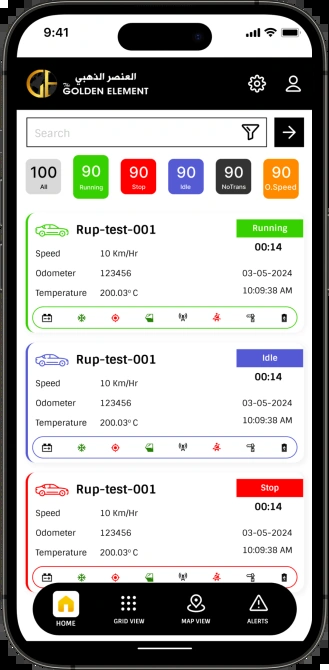 9:41
العنصر الذهبي
The GOLDEN ELEMENT
Search
100 90 90 90 90 90
All Running Stop Idle NoTrans O.Speed
Rup-test-001 Running
00:14
Speed 10 Km/Hr
Odometer 123456 03-05-2024
Temperature 200.03° C 10:09:38 AM
Rup-test-001 Idle
00:14
Speed 10 Km/Hr
Odometer 123456 03-05-2024
Temperature 200.03° C 10:09:38 AM
Rup-test-001 Stop
00:14
Speed 10 Km/Hr
Odometer 123456 03-05-2024
Temperature 200.03° C 10:09:38 AM
HOME GRID VIEW MAP VIEW ALERTS